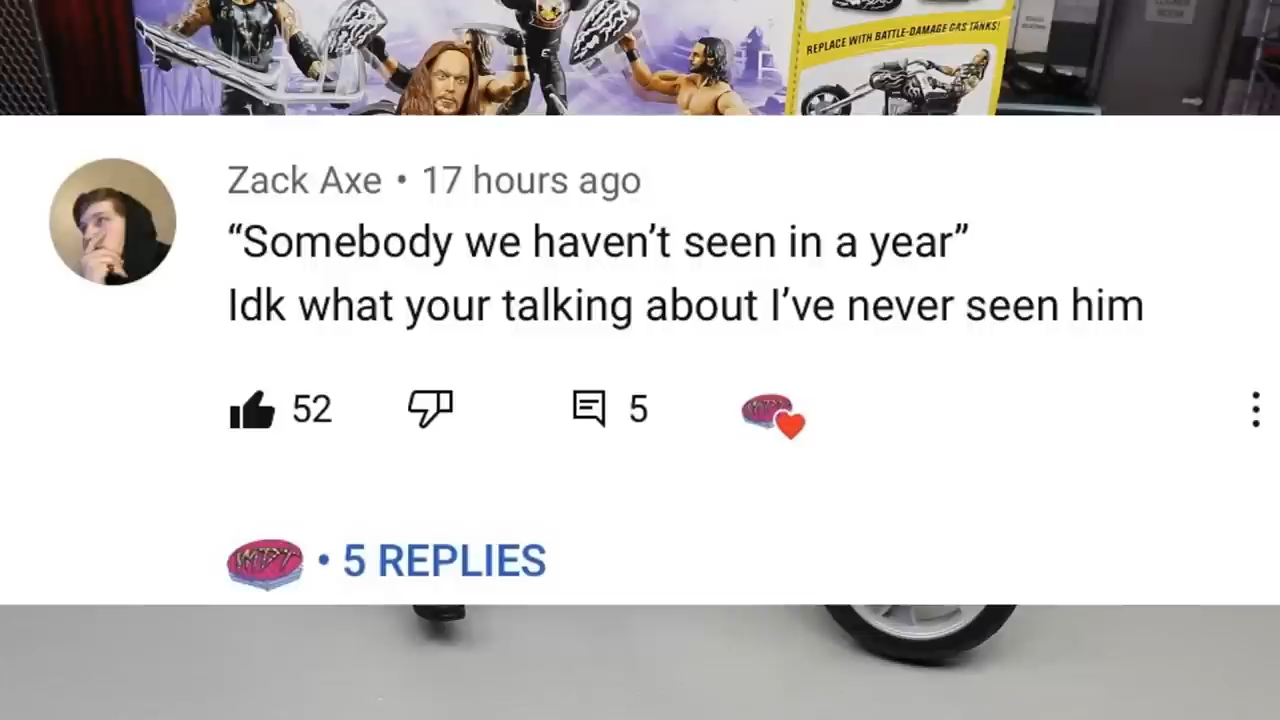 REPLACE WITH BATTLE-DAMAGE GAS TANKS!
Zack Axe • 17 hours ago
“Somebody we haven’t seen in a year”
Idk what your talking about I’ve never seen him
52
5
• 5 REPLIES